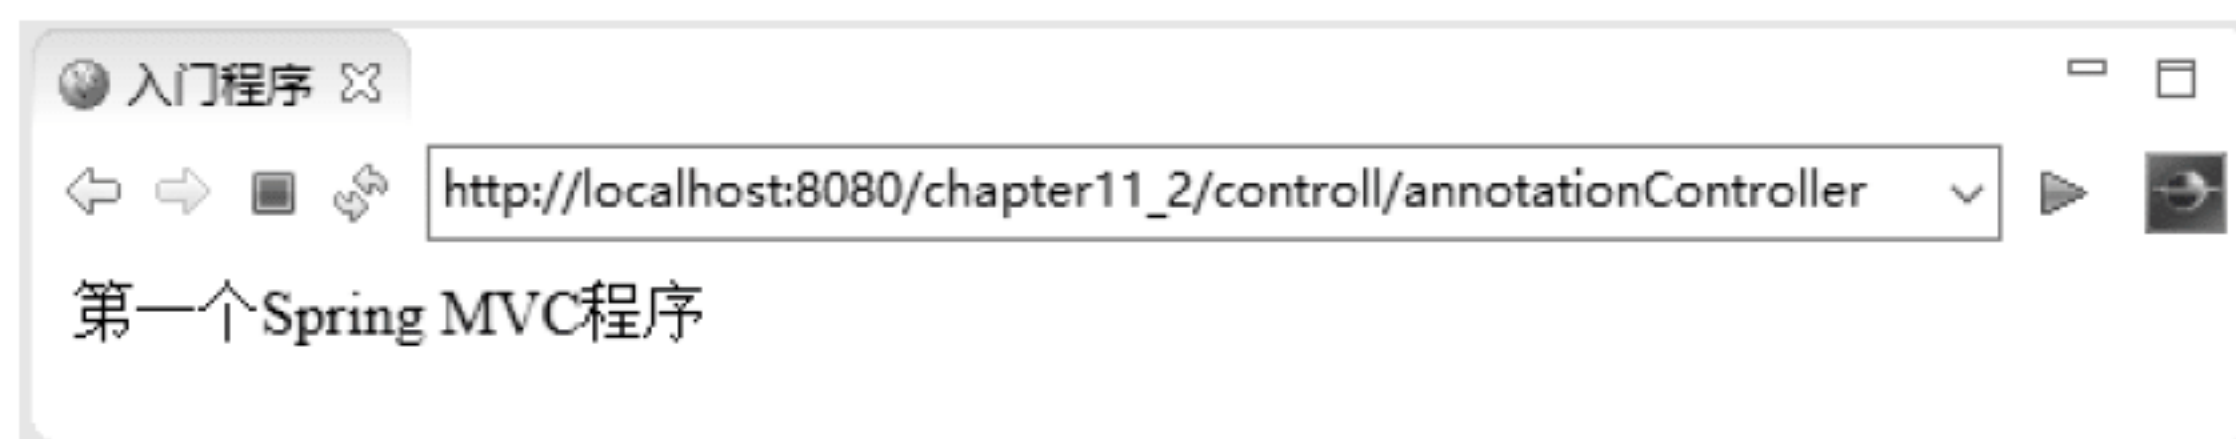 入门程序
http://localhost:8080/chapter11_2/controll/annotationController
第一个Spring MVC程序